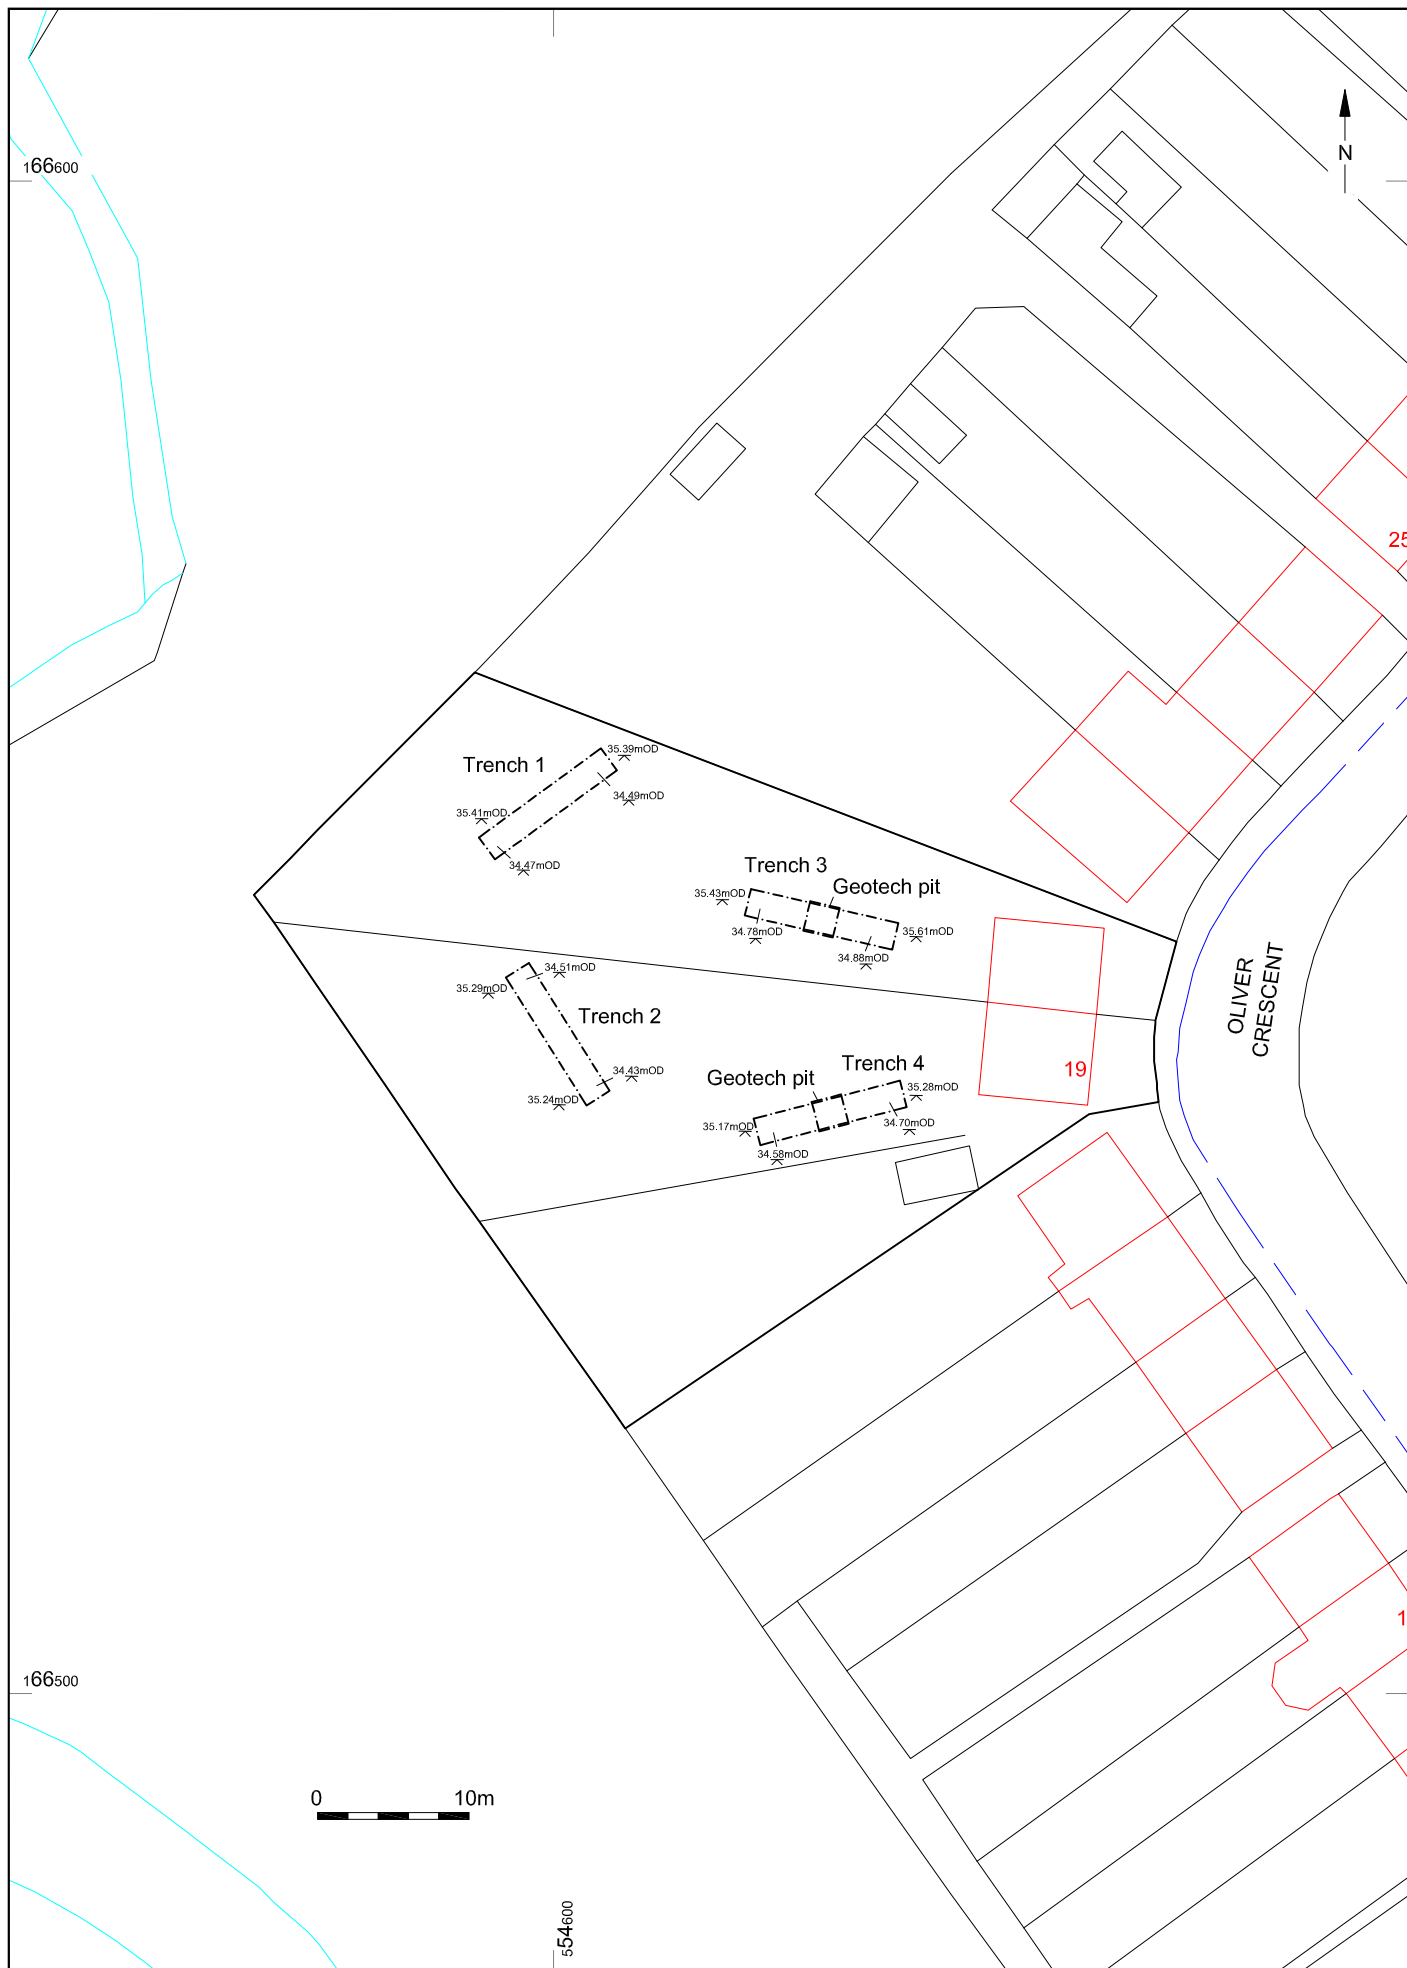 N
166600
25
35.39mOD
Trench 1
34.49mOD
35.41mOD
34.47mOD
Trench 3
Geotech pit
35.43mOD
35.61mOD
34.78mOD
34.88mOD
34.51mOD
35.29mOD
Trench 2
OLIVER
CRESCENT
Trench 4
19
Geotech pit
34.43mOD
35.28mOD
35.24mOD
35.17mOD
34.70mOD
34.58mOD
1
166500
0 10m
554600